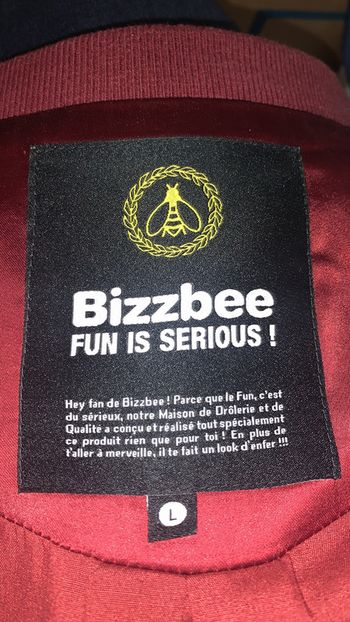 Bizzbee
FUN IS SERIOUS !
Hey fan de Bizzbee ! Parce que le Fun, c'est
du sérieux, notre Maison de Drôlerie et de
Qualité a conçu et réalisé tout spécialement
ce produit rien que pour toi ! En plus de
t'aller à merveille, il te fait un look d'enfer !!!
L